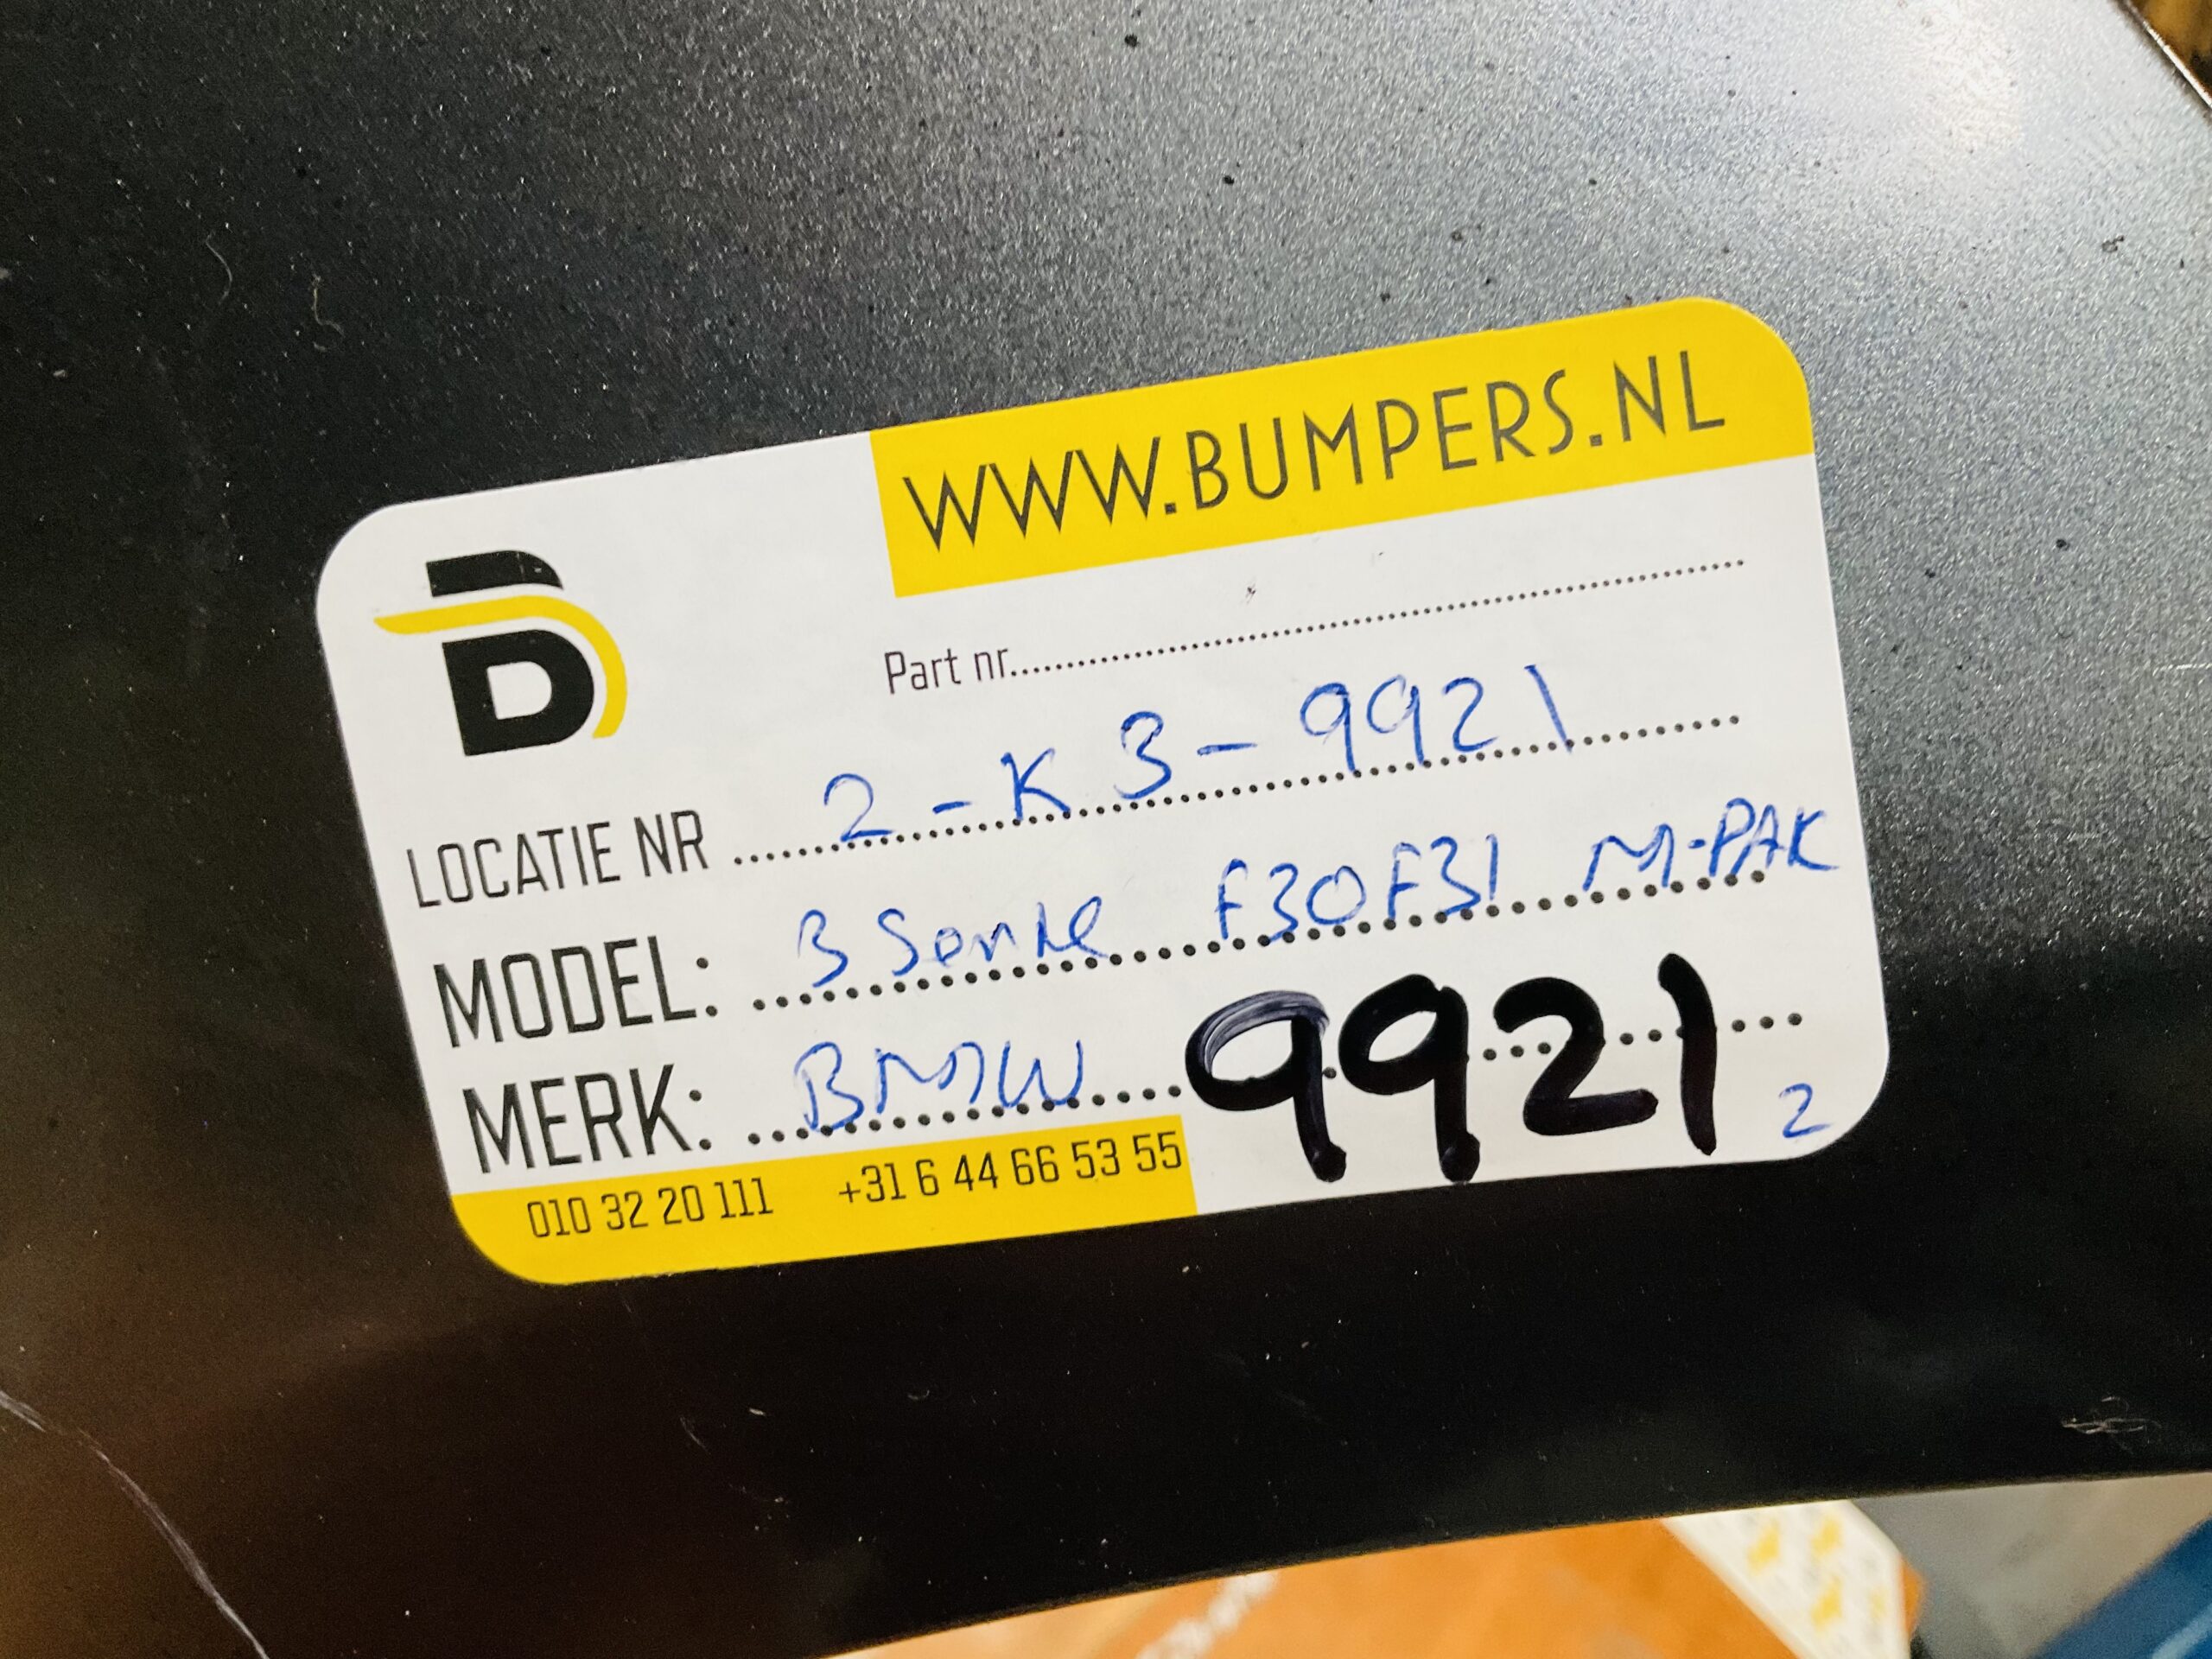 WWW.BUMPERS.NL
Part nr..............................
LOCATIE NR 2-K3-9921
MODEL: 3 Serie F30F31 M-PAK
MERK: BMW 9921
2
010 32 20 111 +31 6 44 66 53 55